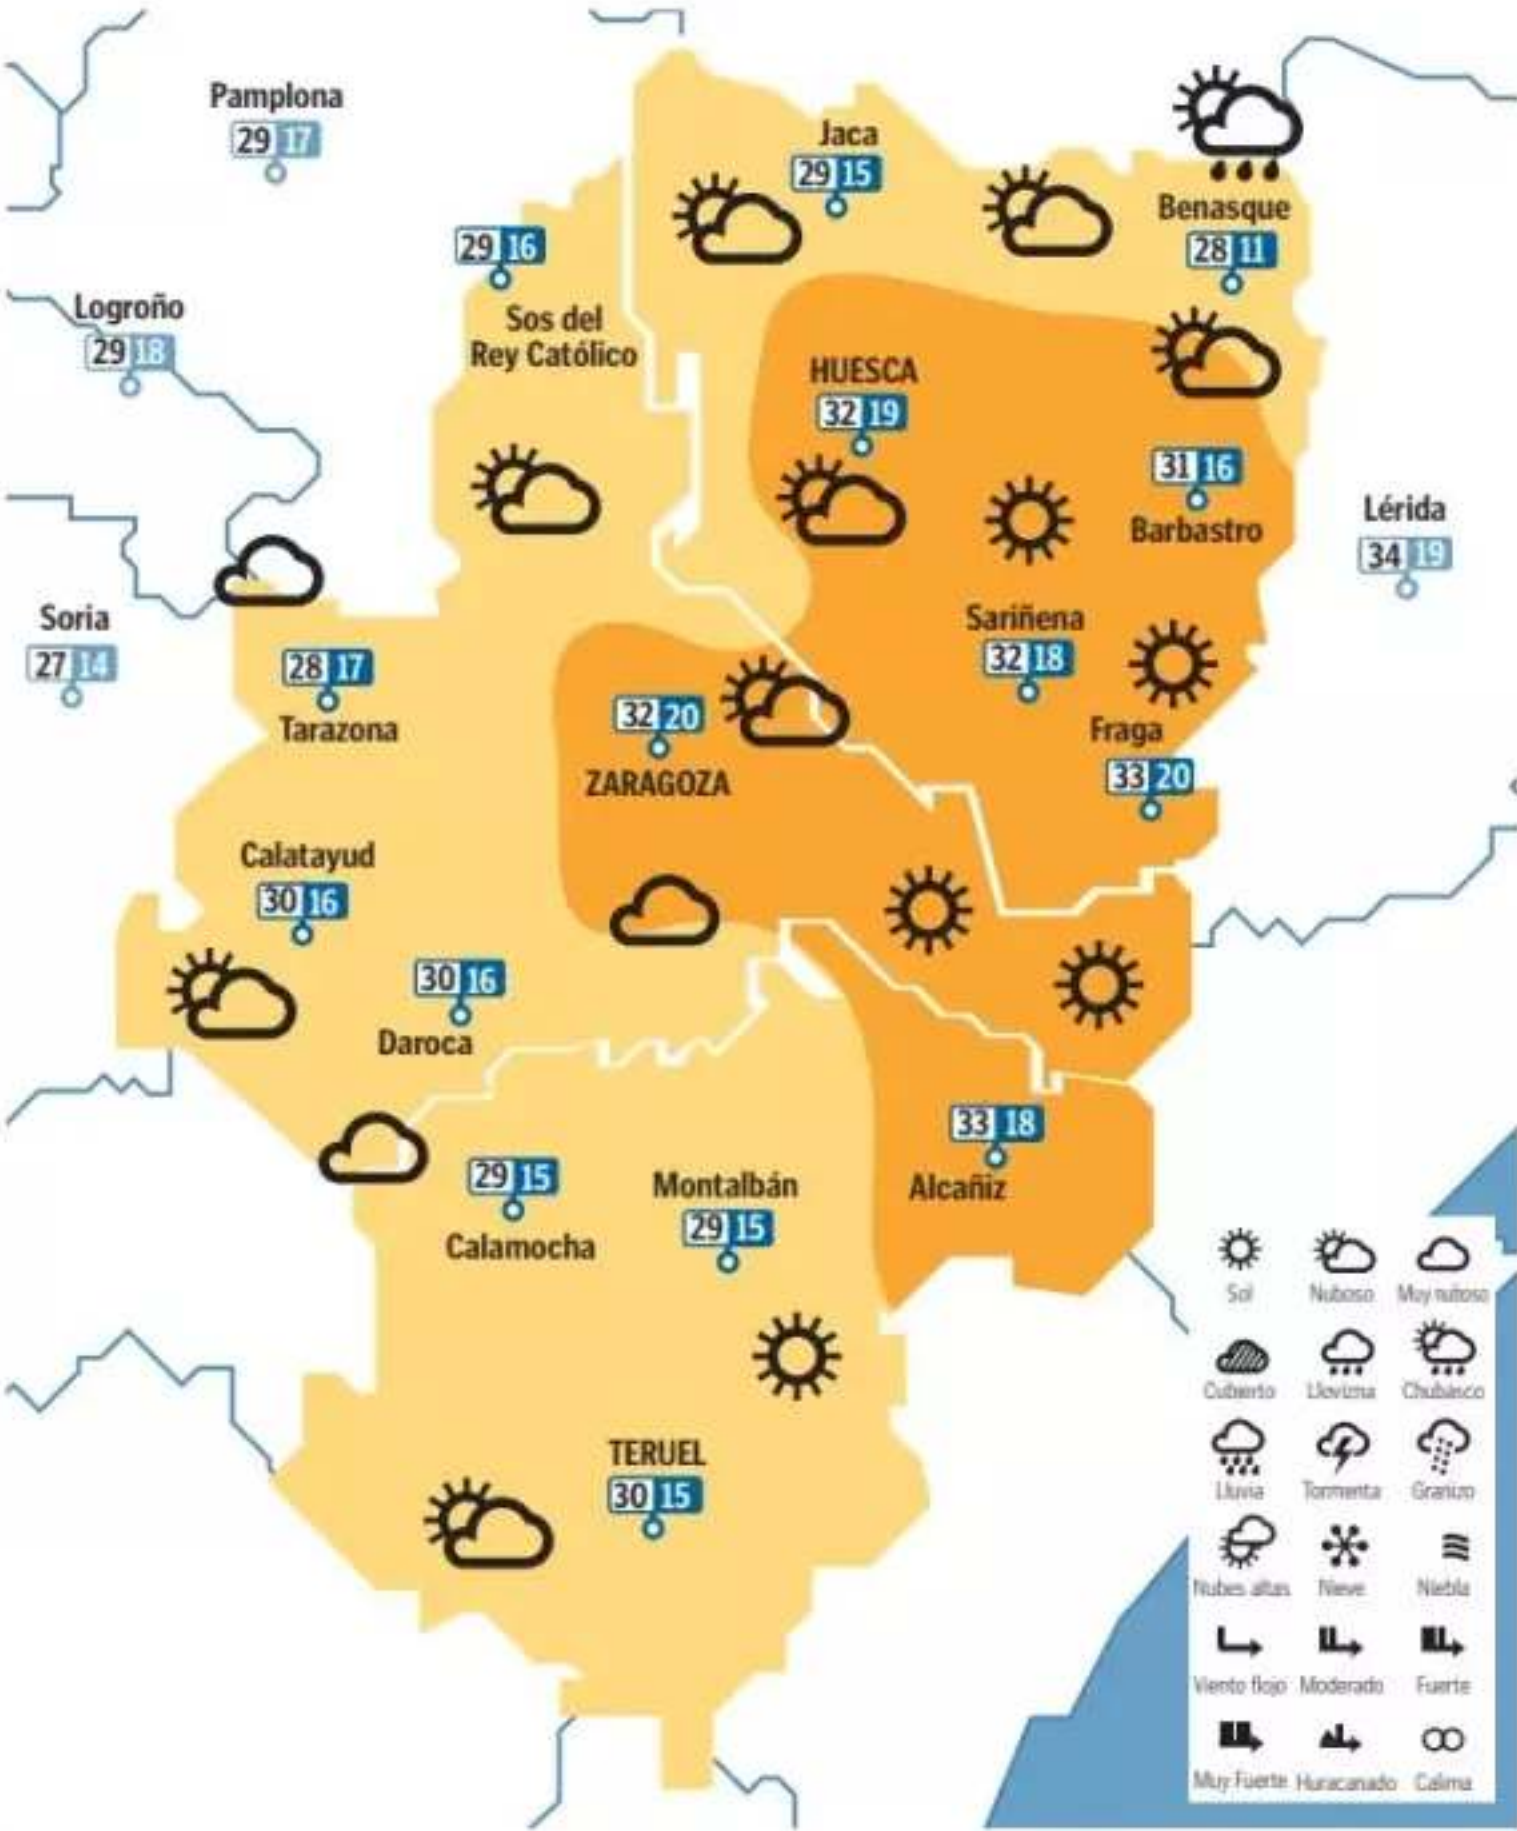 Pamplona
29 17
Jaca
29 15
Benasque
28 11
29 16
Sos del
Rey Católico
Logroño
29 18
HUESCA
32 19
31 16
Barbastro
Lérida
34 19
Soria
27 14
28 17
Tarazona
Sariñena
32 18
32 20
ZARAGOZA
Fraga
33 20
Calatayud
30 16
30 16
Daroca
33 18
Alcañiz
29 15
Calamocha
Montalbán
29 15
TERUEL
30 15
Sol Nuboso Muy nuboso
Cubierto Llovizna Chubasco
Lluvia Tormenta Granizo
Nubes altas Nieve Niebla
Viento flojo Moderado Fuerte
Muy Fuerte Huracanado Calima